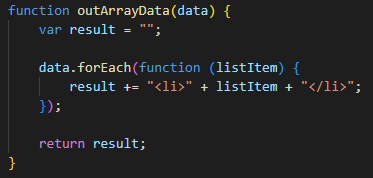 function outArrayData(data) {
    var result = "";

    data.forEach(function (listItem) {
        result += "<li>" + listItem + "</li>";
    });

    return result;
}